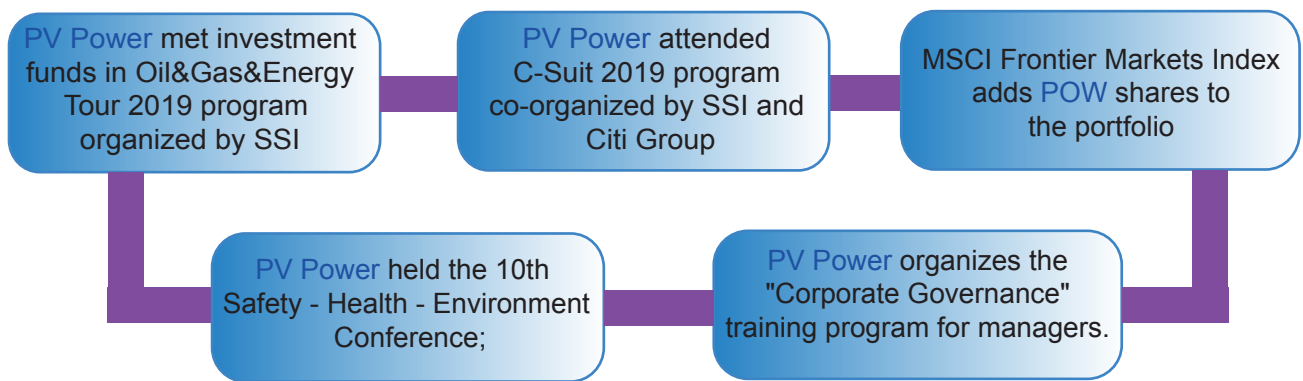 PV Power met investment
funds in Oil&Gas&Energy
Tour 2019 program
organized by SSI
PV Power attended
C-Suit 2019 program
co-organized by SSI and
Citi Group
MSCI Frontier Markets Index
adds POW shares to
the portfolio
PV Power held the 10th
Safety - Health - Environment
Conference;
PV Power organizes the
"Corporate Governance"
training program for managers.